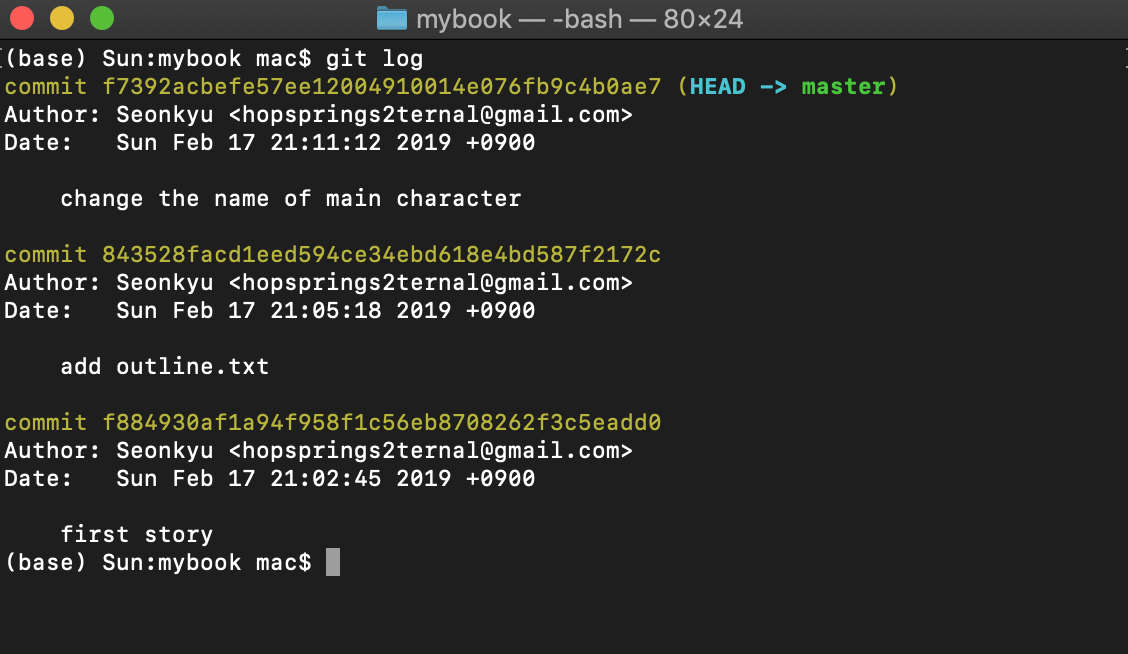 mybook — -bash — 80×24
(base) Sun:mybook mac$ git log
commit f7392acbefe57ee12004910014e076fb9c4b0ae7 (HEAD -> master)
Author: Seonkyu <hopsprings2ternal@gmail.com>
Date:   Sun Feb 17 21:11:12 2019 +0900
    change the name of main character
commit 843528facd1eed594ce34ebd618e4bd587f2172c
Author: Seonkyu <hopsprings2ternal@gmail.com>
Date:   Sun Feb 17 21:05:18 2019 +0900
    add outline.txt
commit f884930af1a94f958f1c56eb8708262f3c5eadd0
Author: Seonkyu <hopsprings2ternal@gmail.com>
Date:   Sun Feb 17 21:02:45 2019 +0900
    first story
(base) Sun:mybook mac$